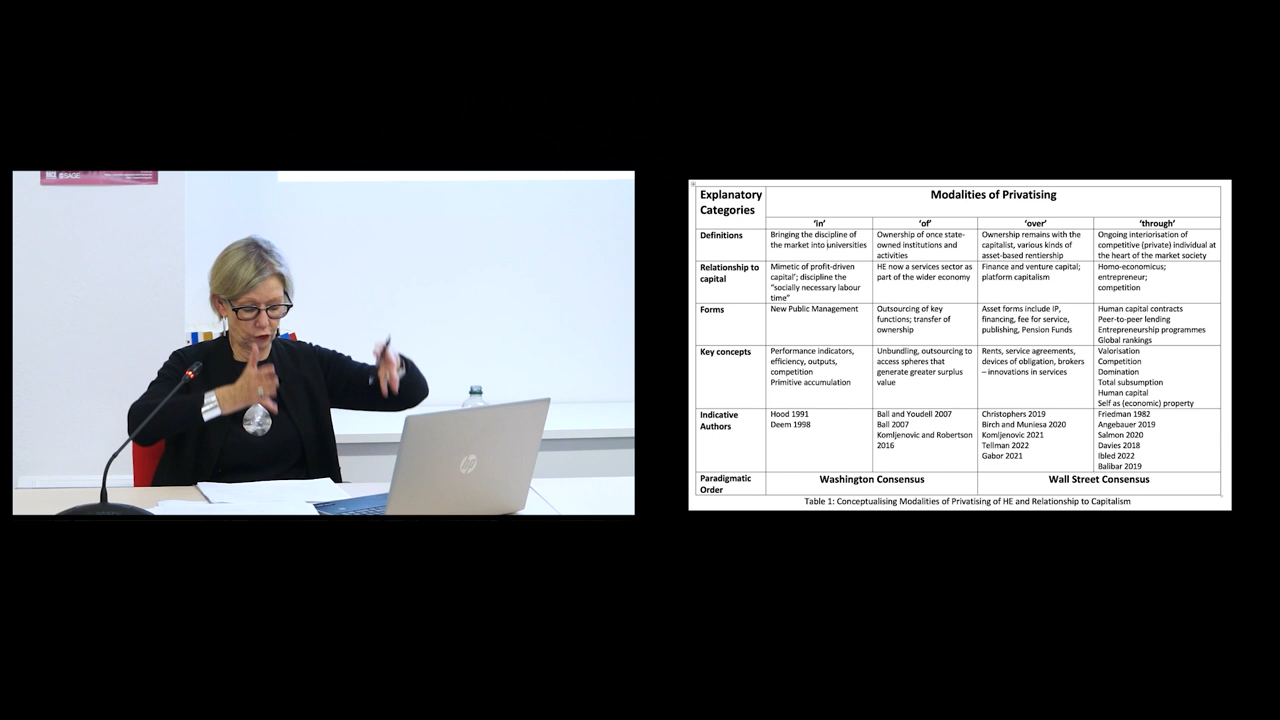 SAGE
hp
Explanatory
Categories
Modalities of Privatising
'in'
'of'
'over'
'through'
Definitions
Bringing the discipline of
the market into universities
Ownership of once state-
owned institutions and
activities
Ownership remains with the
capitalist, various kinds of
asset-based rentiership
Ongoing interiorisation of
competitive (private) individual at
the heart of the market society
Relationship to
capital
Mimetic of profit-driven
capital'; discipline the
"socially necessary labour
time"
HE now a services sector as
part of the wider economy
Finance and venture capital;
platform capitalism
Homo-economicus;
entrepreneur;
competition
Forms
New Public Management
Outsourcing of key
functions; transfer of
ownership
Asset forms include IP,
financing, fee for service,
publishing, Pension Funds
Human capital contracts
Peer-to-peer lending
Entrepreneurship programmes
Global rankings
Key concepts
Performance indicators,
efficiency, outputs,
competition
Primitive accumulation
Unbundling, outsourcing to
access spheres that
generate greater surplus
value
Rents, service agreements,
devices of obligation, brokers
– innovations in services
Valorisation
Competition
Domination
Total subsumption
Human capital
Self as (economic) property
Indicative
Authors
Hood 1991
Deem 1998
Ball and Youdell 2007
Ball 2007
Komljenovic and Robertson
2016
Christophers 2019
Birch and Muniesa 2020
Komljenovic 2021
Tellman 2022
Gabor 2021
Friedman 1982
Angebauer 2019
Salmon 2020
Davies 2018
Ibled 2022
Balibar 2019
Paradigmatic
Order
Washington Consensus
Wall Street Consensus
Table 1: Conceptualising Modalities of Privatising of HE and Relationship to Capitalism